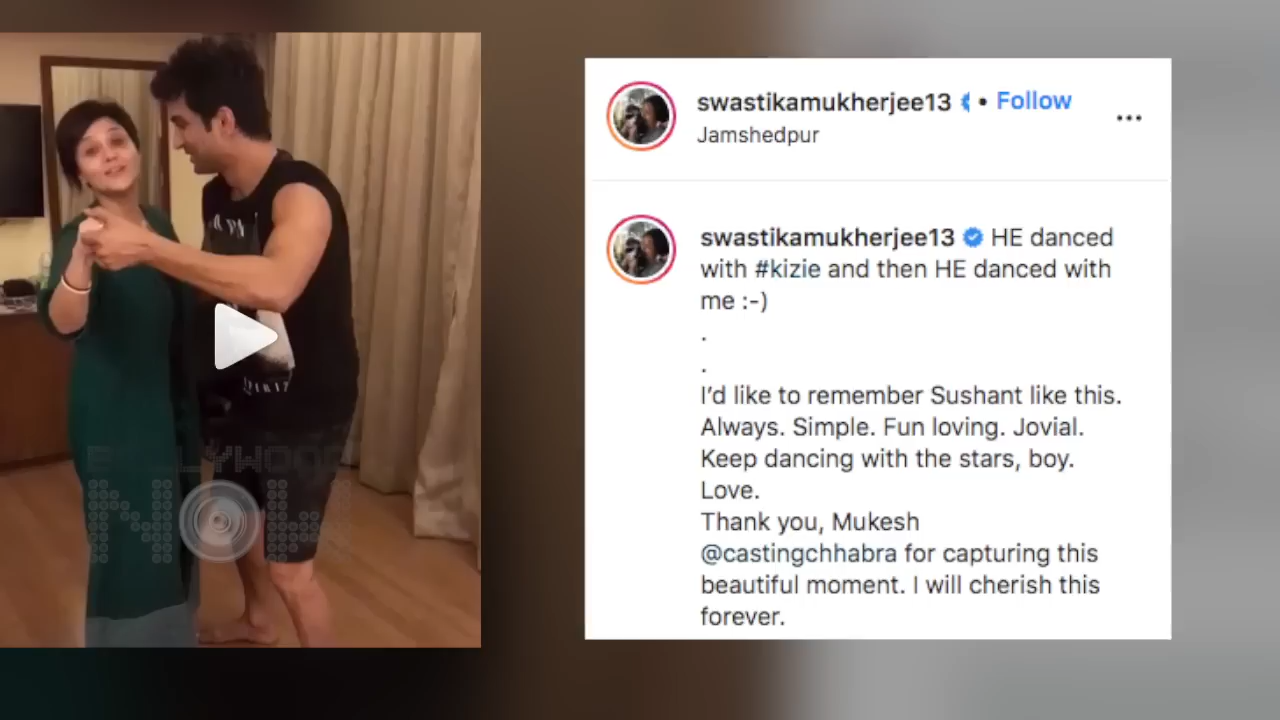 swastikamukherjee13 • Follow
Jamshedpur
swastikamukherjee13 HE danced
with #kizie and then HE danced with
me :-)
.
.
I'd like to remember Sushant like this.
Always. Simple. Fun loving. Jovial.
Keep dancing with the stars, boy.
Love.
Thank you, Mukesh
@castingchhabra for capturing this
beautiful moment. I will cherish this
forever.
BOLLYWOOD
NOW